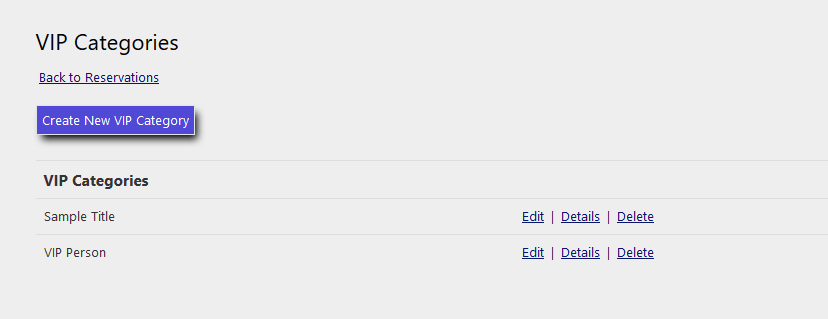 VIP Categories
Back to Reservations
Create New VIP Category
VIP Categories
Sample Title Edit | Details | Delete
VIP Person Edit | Details | Delete